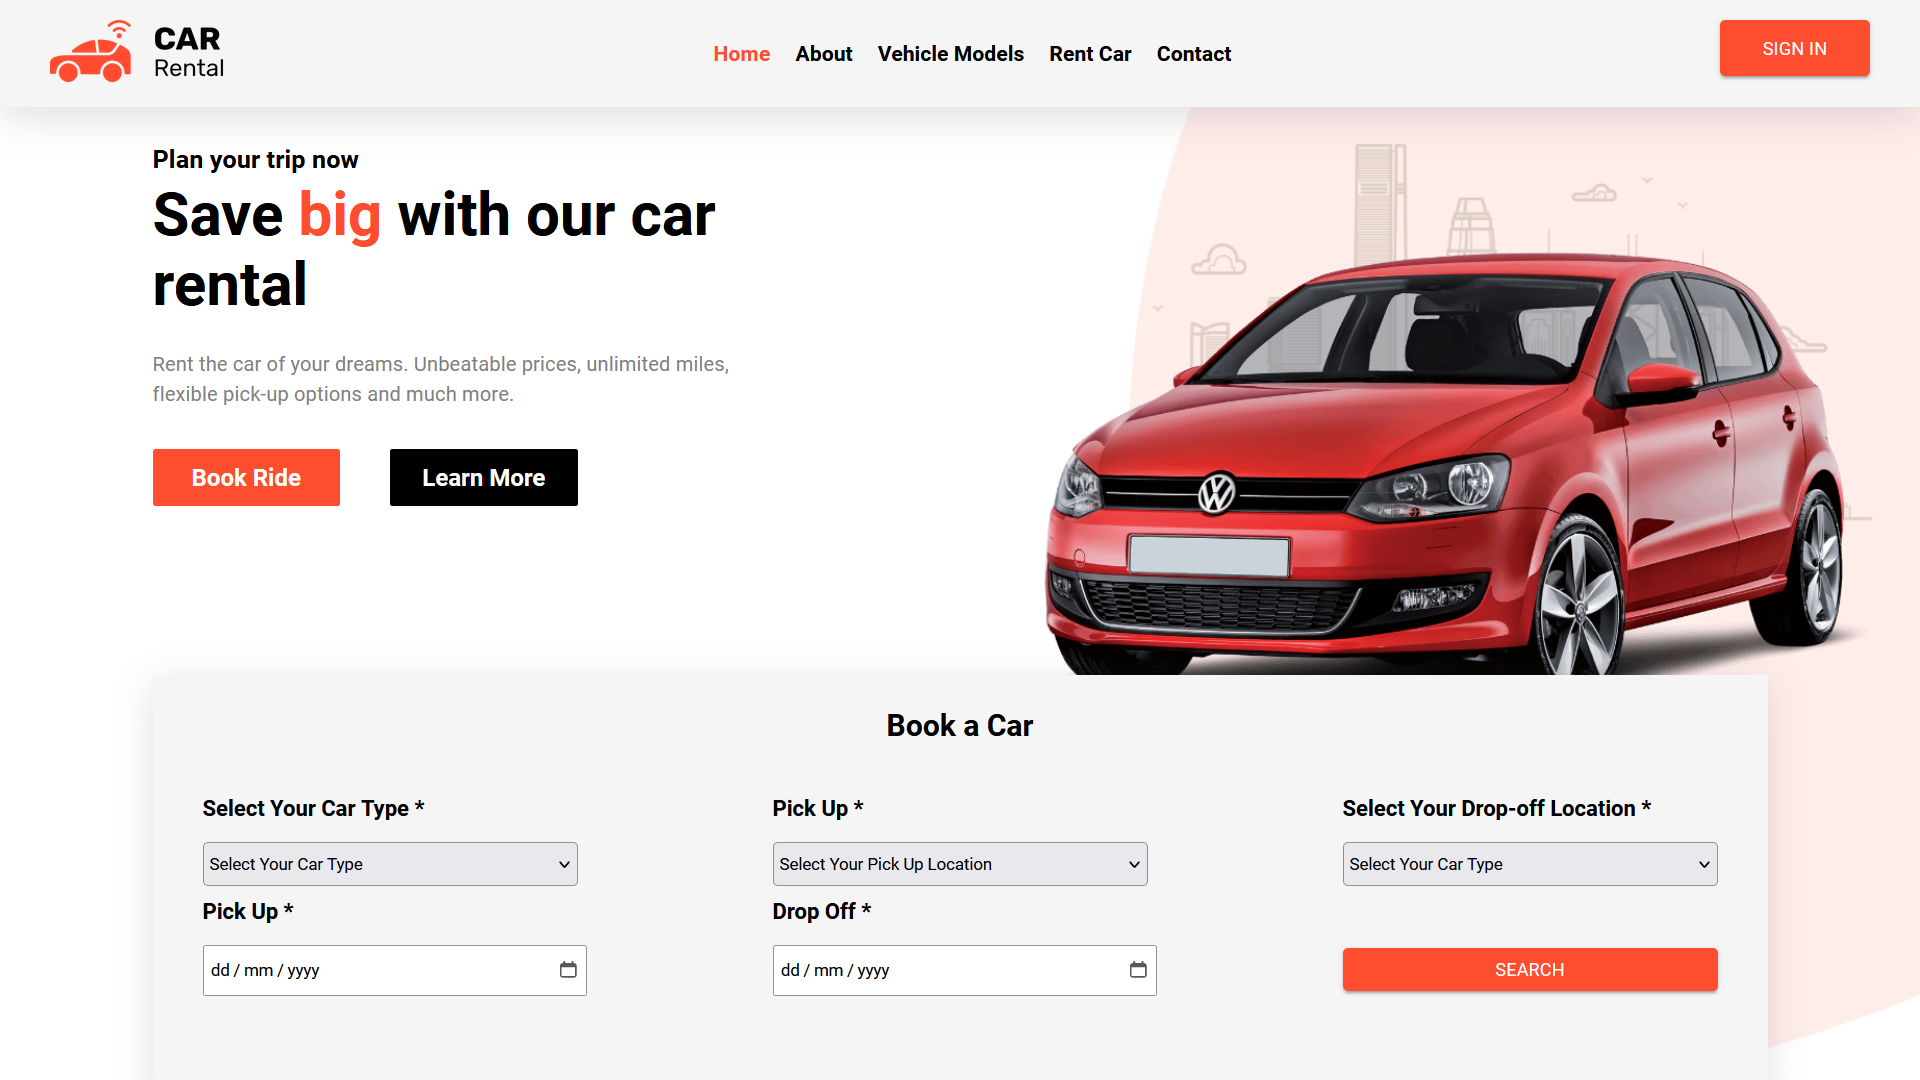 CAR
Rental
Home About Vehicle Models Rent Car Contact
SIGN IN
Plan your trip now
Save big with our car
rental
Rent the car of your dreams. Unbeatable prices, unlimited miles,
flexible pick-up options and much more.
Book Ride Learn More
Book a Car
Select Your Car Type * Pick Up * Select Your Drop-off Location *
Select Your Car Type Select Your Pick Up Location Select Your Car Type
Pick Up * Drop Off *
dd / mm / yyyy dd / mm / yyyy SEARCH